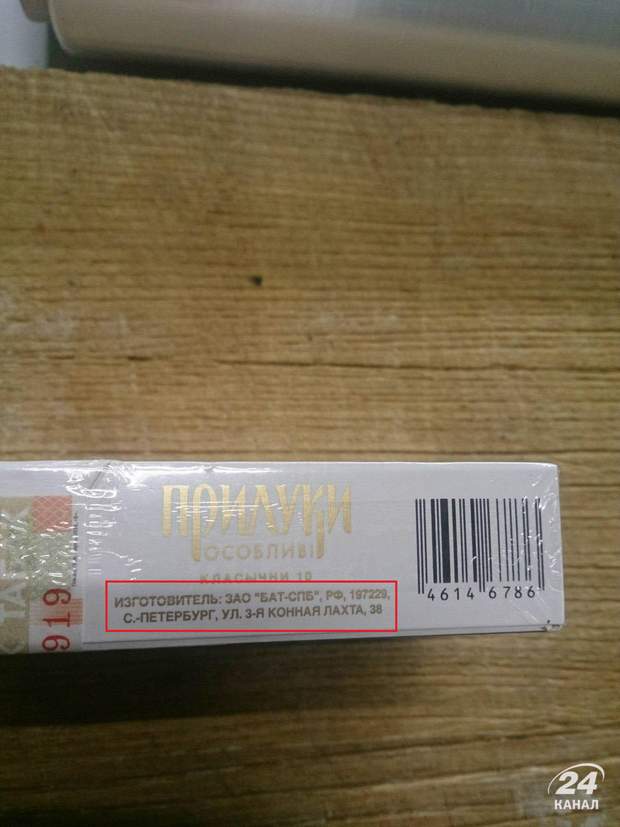 ПРИЛУКИ
ОСОБЛИВІ
КЛАСЫЧНИ 10
ИЗГОТОВИТЕЛЬ: ЗАО "БАТ-СПБ", РФ, 197229,
С.-ПЕТЕРБУРГ, УЛ. 3-Я КОННАЯ ЛАХТА, 38
4614 6786
919
24
КАНАЛ